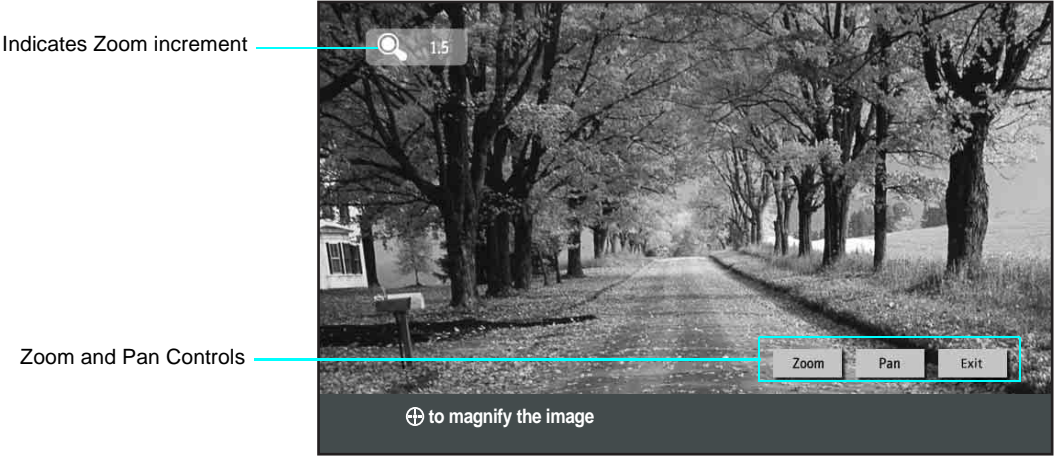 Indicates Zoom increment
1.5
Zoom and Pan Controls
Zoom Pan Exit
to magnify the image